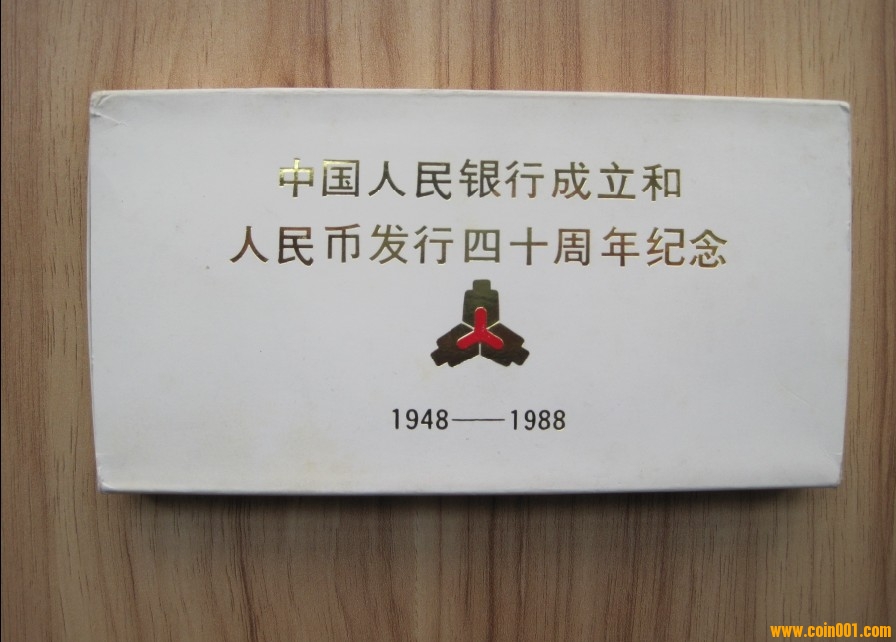 中国人民银行成立和
人民币发行四十周年纪念
1948——1988
www.coin001.com